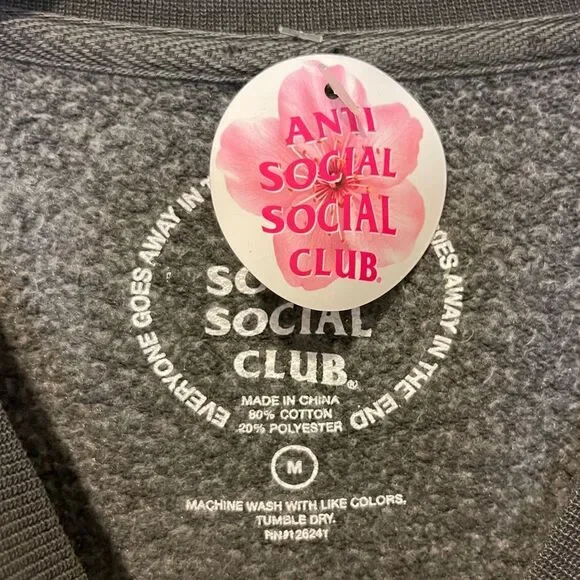 ANTI
SOCIAL
SOCIAL
CLUB®
EVERYONE GOES AWAY IN T
GOES AWAY IN THE END
SO
SOCIAL
CLUB®
MADE IN CHINA
80% COTTON
20% POLYESTER
M
MACHINE WASH WITH LIKE COLORS.
TUMBLE DRY.
RN#126241